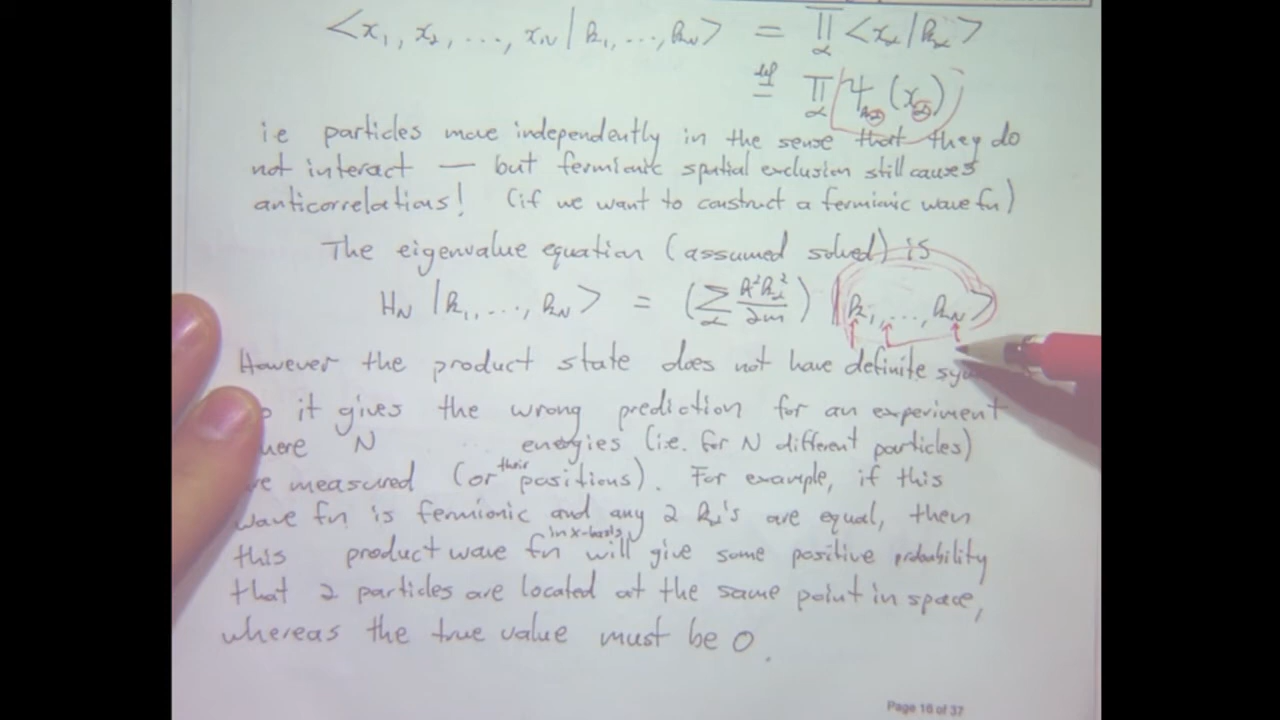 <x₁, x₂, ..., x_N | k₁, ..., k_N> = ∏_α <x_α | k_α>
def = ∏_α ψ_{k_α} (x_α)
i.e particles move independently in the sense that they do
not interact — but fermionic spatial exclusion still causes
anticorrelations! (if we want to construct a fermionic wave fn)
The eigenvalue equation (assumed solved) is
H_N |k₁, ..., k_N> = (∑_α ħ²k_α²/2m) |k₁, ..., k_N>
However the product state does not have definite
it gives the wrong prediction for an experiment
N energies (i.e. for N different particles)
measured (or their positions). For example, if this
wave fn is fermionic and any 2 k_α's are equal, then
this product wave fn in x-basis will give some positive probability
that 2 particles are located at the same point in space,
whereas the true value must be 0.
Page 16 of 37